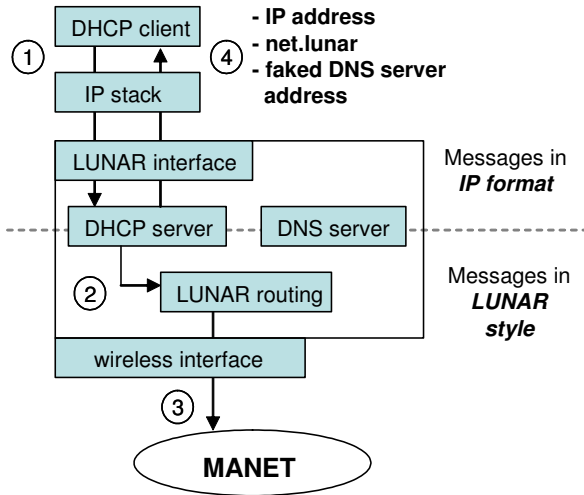 DHCP client
1
4
- IP address
- net.lunar
- faked DNS server
address
IP stack
LUNAR interface
Messages in
IP format
DHCP server
DNS server
Messages in
LUNAR
style
2
LUNAR routing
wireless interface
3
MANET